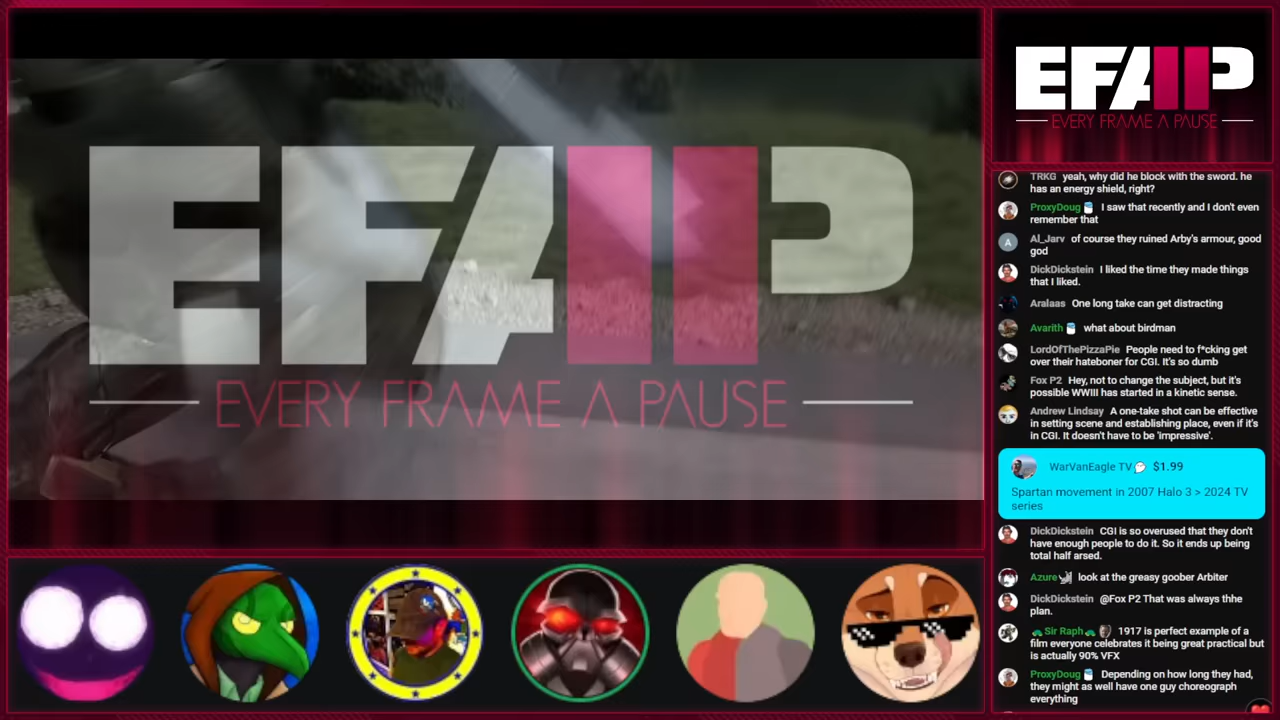 EFAP
EVERY FRAME A PAUSE
EFAP
EVERY FRAME A PAUSE
TRKG yeah, why did he block with the sword. he
has an energy shield, right?
ProxyDoug I saw that recently and I don't even
remember that
A
Al_Jarv of course they ruined Arby's armour, good
god
DickDickstein I liked the time they made things
that I liked.
Aralaas One long take can get distracting
Avarith what about birdman
LordOfThePizzaPie People need to f*cking get
over their hateboner for CGI. It's so dumb
Fox P2 Hey, not to change the subject, but it's
possible WWIII has started in a kinetic sense.
Andrew Lindsay A one-take shot can be effective
in setting scene and establishing place, even if it's
in CGI. It doesn't have to be 'impressive'.
WarVanEagle TV $1.99
Spartan movement in 2007 Halo 3 > 2024 TV
series
DickDickstein CGI is so overused that they don't
have enough people to do it. So it ends up being
total half arsed.
Azure look at the greasy goober Arbiter
DickDickstein @Fox P2 That was always thhe
plan.
Sir Raph 1917 is perfect example of a
film everyone celebrates it being great practical but
is actually 90% VFX
ProxyDoug Depending on how long they had,
they might as well have one guy choreograph
everything